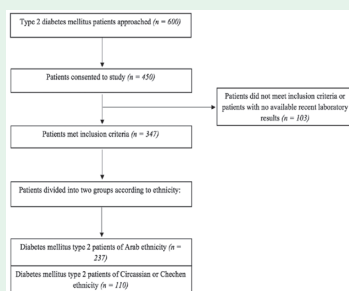 Type 2 diabetes mellitus patients approached (n = 600)
Patients consented to study (n = 450)
Patients did not meet inclusion criteria or
patients with no available recent laboratory
results (n = 103)
Patients met inclusion criteria (n = 347)
Patients divided into two groups according to ethnicity:
Diabetes mellitus type 2 patients of Arab ethnicity (n =
237)
Diabetes mellitus type 2 patients of Circassian or Chechen
ethnicity (n = 110)